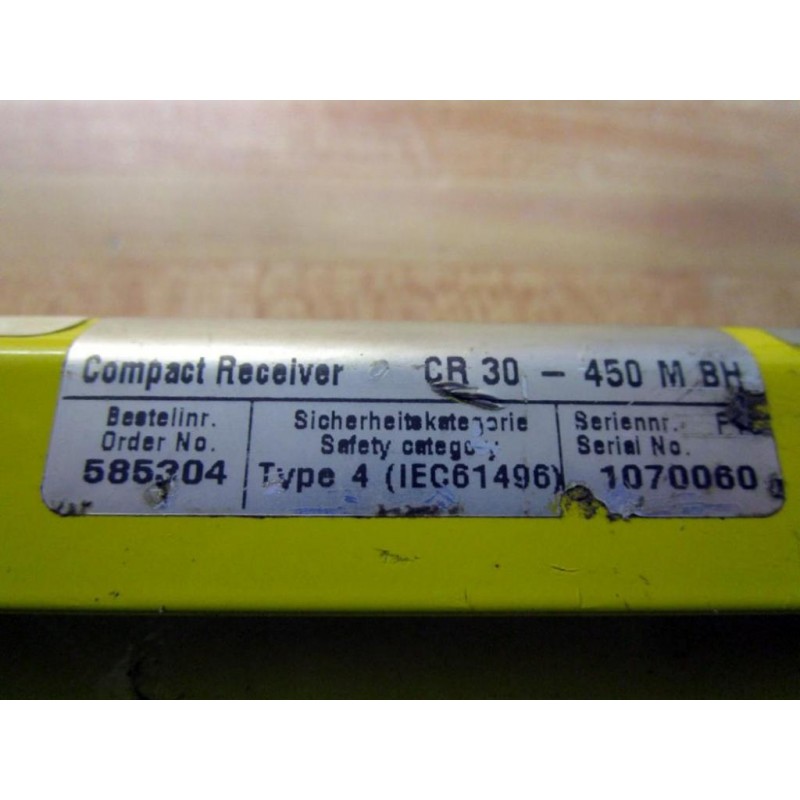 Compact Receiver CR 30 - 450 M BH
Bestellnr. Sicherheitskategorie Seriennr.
Order No. Safety category Serial No.
585304 Type 4 (IEC61496) 1070060